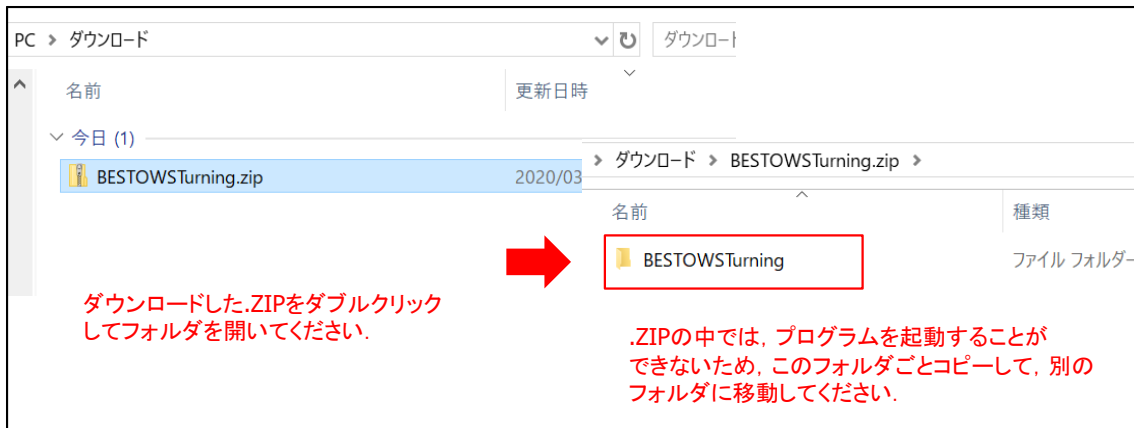 PC > ダウンロード
ダウンロード
名前
更新日時
今日 (1)
BESTOWSTurning.zip
2020/03
> ダウンロード > BESTOWSTurning.zip >
名前
種類
BESTOWSTurning
ファイル フォルダー
ダウンロードした.ZIPをダブルクリック
してフォルダを開いてください.
.ZIPの中では, プログラムを起動することが
できないため, このフォルダごとコピーして, 別の
フォルダに移動してください.